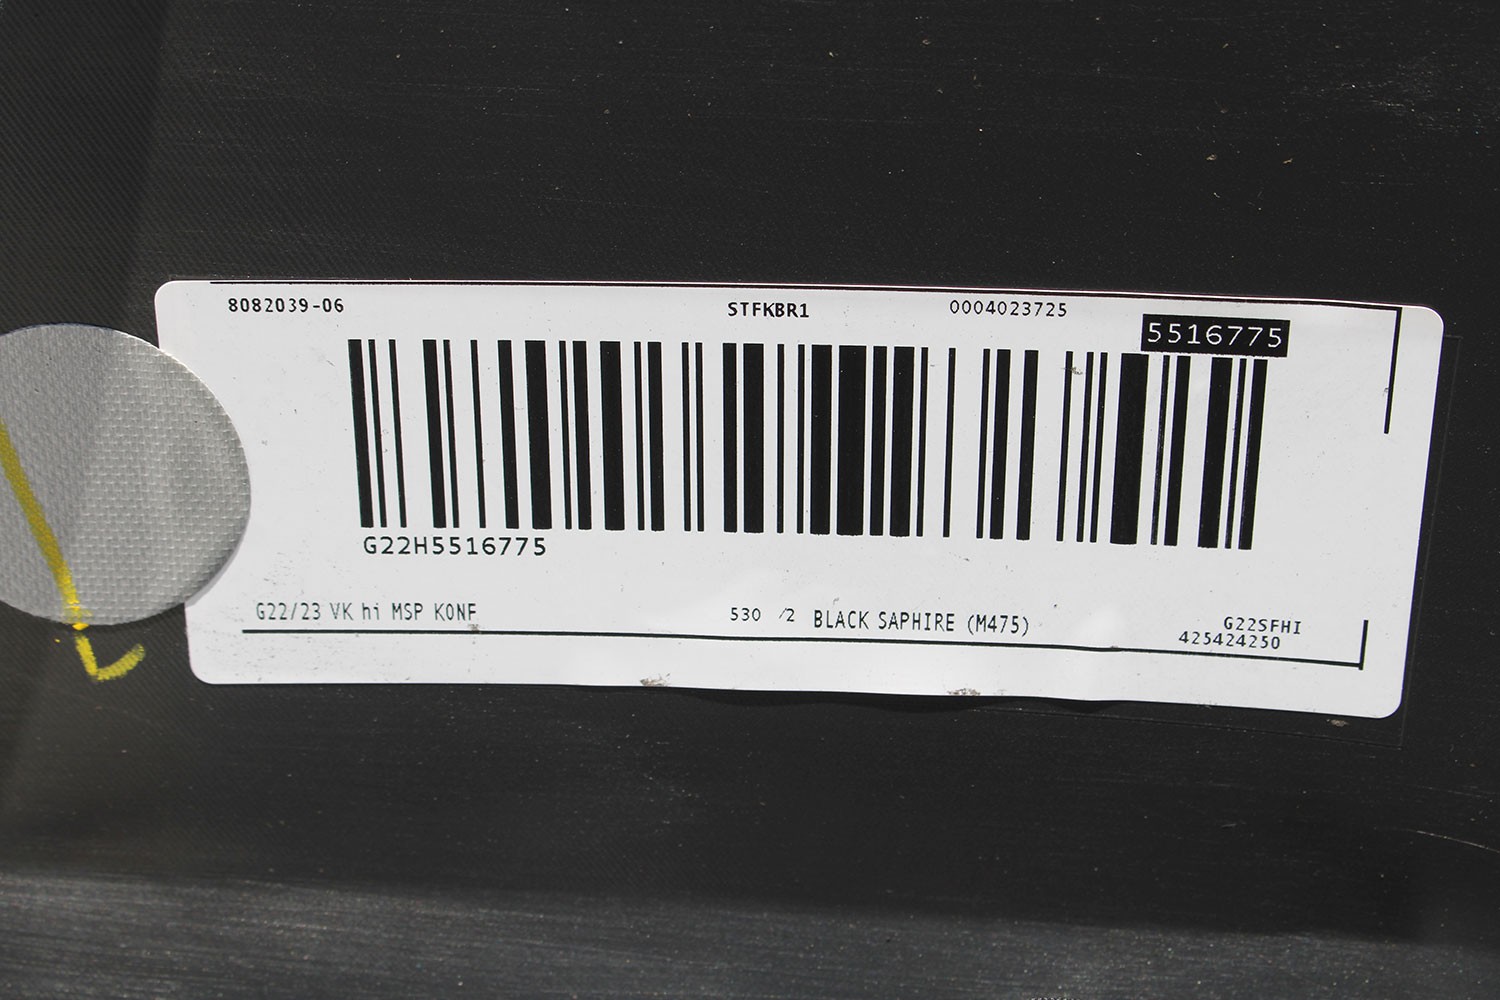 8082039-06 STFKBR1 0004023725
5516775
G22H5516775
G22/23 VK hi MSP KONF 530 /2 BLACK SAPHIRE (M475) G22SFHI
425424250